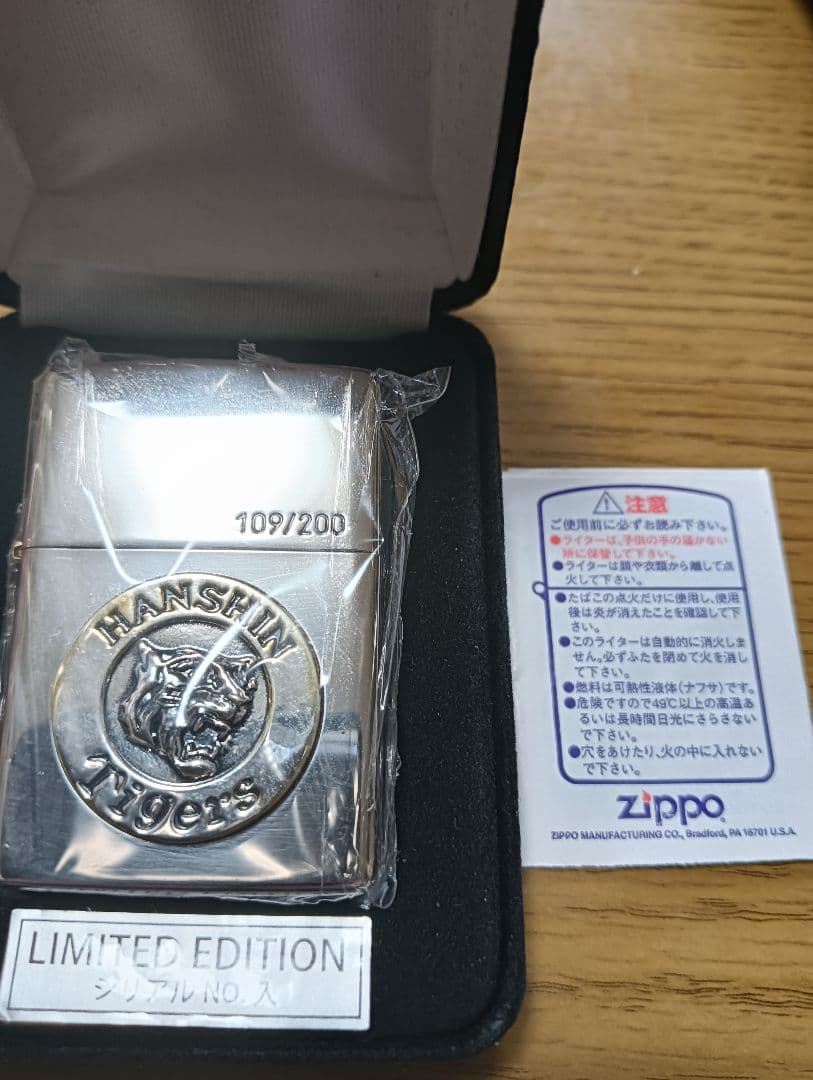 109/200
HANSHIN
Tigers
LIMITED EDITION
シリアル NO. 入
注意
ご使用前に必ずお読み下さい。
●ライターは、子供の手の届かない
所に保管して下さい。
●ライターは顔や衣類から離して点
火して下さい。
●たばこの点火だけに使用し、使用
後は炎が消えたことを確認して下
さい。
●このライターは自動的に消火しま
せん。必ずふたを閉めて火を消し
て下さい。
●燃料は可熱性液体(ナフサ)です。
●危険ですので49℃以上の高温あ
るいは長時間日光にさらさない
で下さい。
●穴をあけたり、火の中に入れない
で下さい。
zippo
ZIPPO MANUFACTURING CO., Bradford, PA 16701 U.S.A.